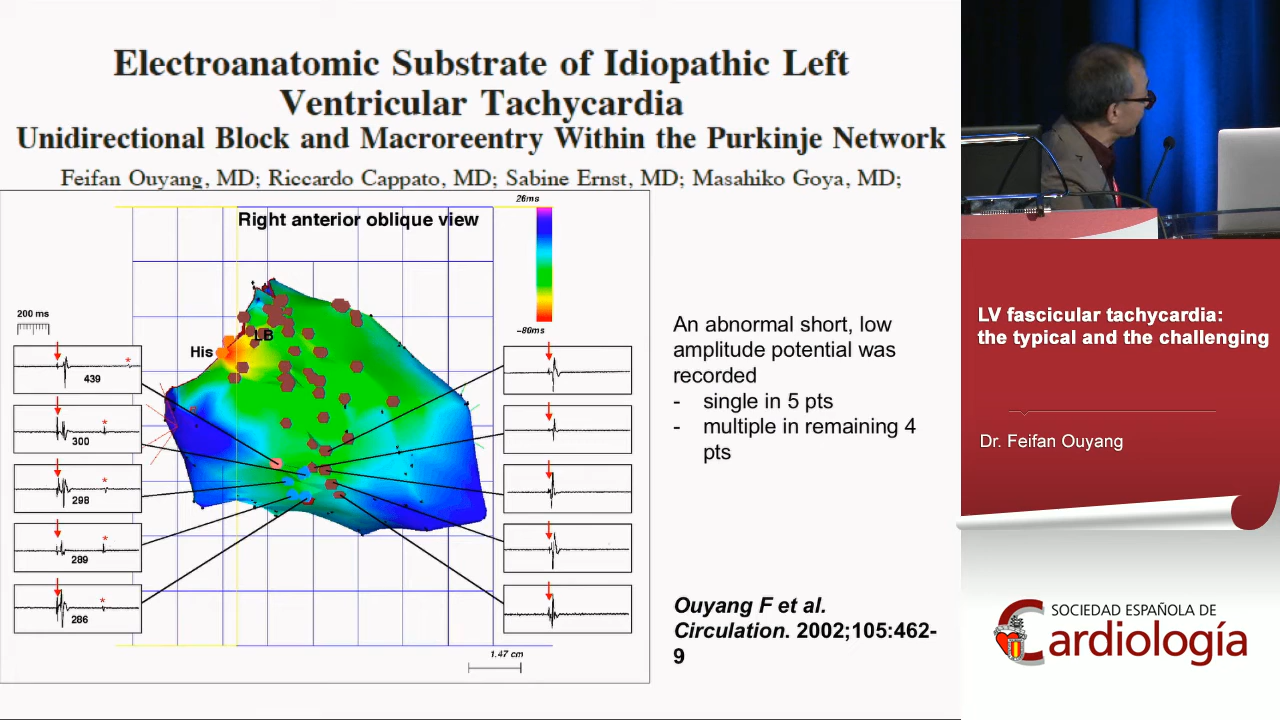 Electroanatomic Substrate of Idiopathic Left
Ventricular Tachycardia
Unidirectional Block and Macroreentry Within the Purkinje Network
Feifan Ouyang, MD; Riccardo Cappato, MD; Sabine Ernst, MD; Masahiko Goya, MD;
Right anterior oblique view
26ms
-80ms
200 ms
LB
His
439
300
298
289
286
1.47 cm
An abnormal short, low
amplitude potential was
recorded
- single in 5 pts
- multiple in remaining 4
pts
Ouyang F et al.
Circulation. 2002;105:462-
9
LV fascicular tachycardia:
the typical and the challenging
Dr. Feifan Ouyang
SOCIEDAD ESPAÑOLA DE
Cardiología